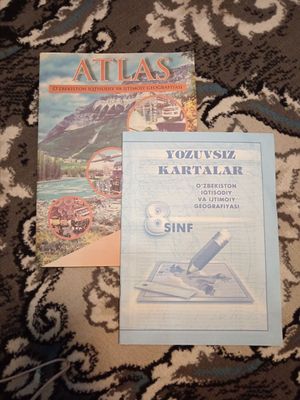 ATLAS
O'ZBEKISTON IQTISODIY VA IJTIMOIY GEOGRAFIYASI
YOZUVSIZ
KARTALAR
O'ZBEKISTON
IQTISODIY
VA IJTIMOIY
GEOGRAFIYASI
8
SINF